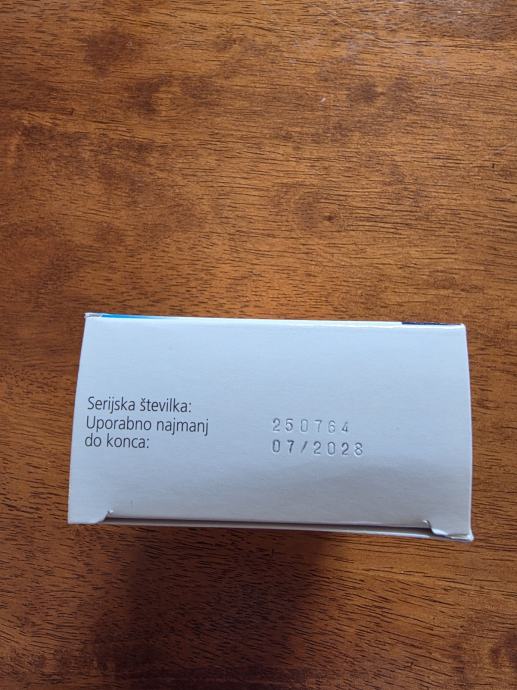 Serijska številka:
Uporabno najmanj
do konca:
250764
07/2028